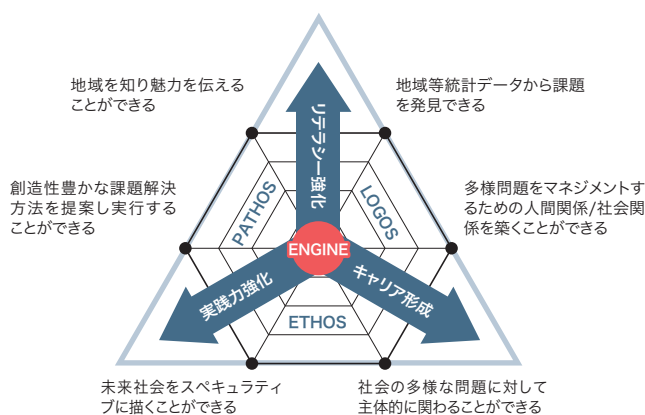 地域を知り魅力を伝える
ことができる
地域等統計データから課題
を発見できる
リテラシー強化
創造性豊かな課題解決
方法を提案し実行する
ことができる
PATHOS
LOGOS
多様問題をマネジメントす
るための人間関係/社会関
係を築くことができる
ENGINE
実践力強化
キャリア形成
ETHOS
未来社会をスペキュラティ
ブに描くことができる
社会の多様な問題に対して
主体的に関わることができる